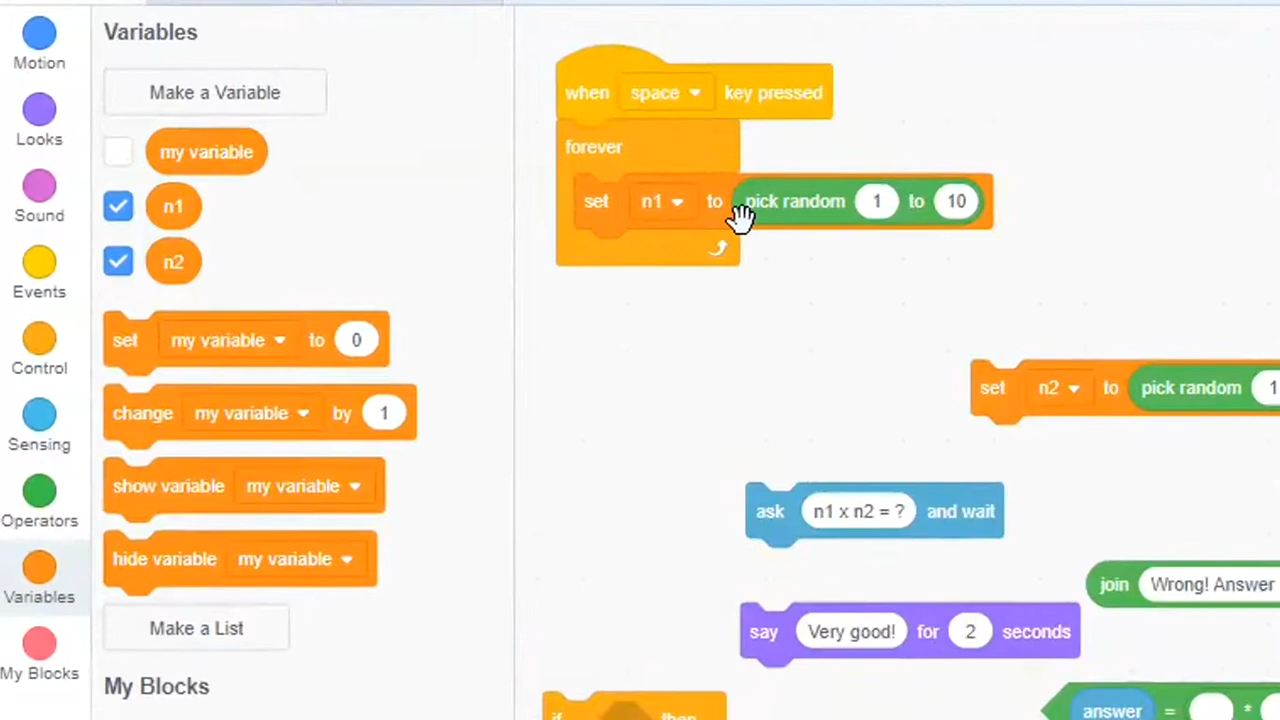 Motion
Looks
Sound
Events
Control
Sensing
Operators
Variables
My Blocks
Variables
Make a Variable
my variable
n1
n2
set my variable to 0
change my variable by 1
show variable my variable
hide variable my variable
Make a List
My Blocks
when space key pressed
forever
set n1 to pick random 1 to 10
set n2 to pick random 1
ask n1 x n2 = ? and wait
join Wrong! Answer
say Very good! for 2 seconds
if then
answer = *